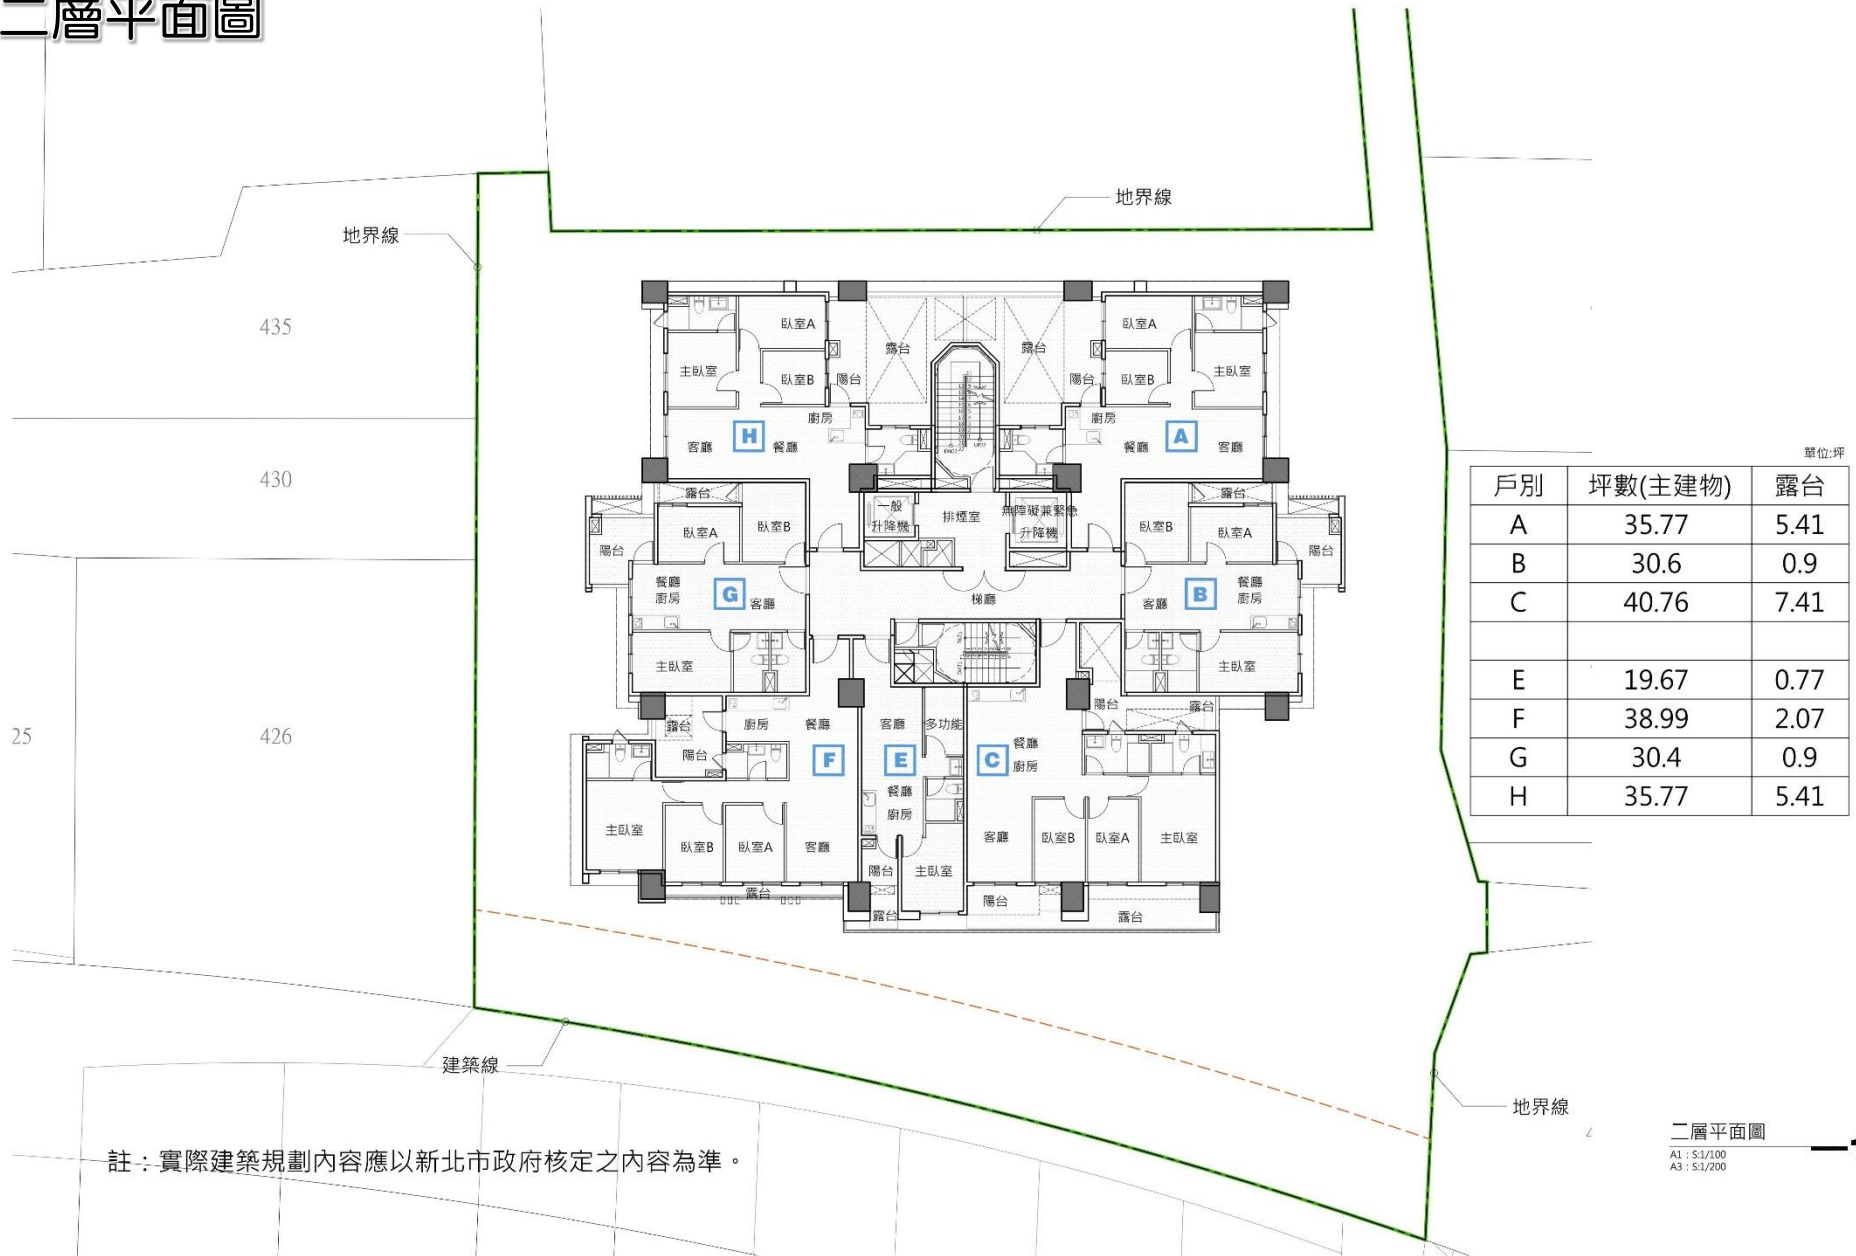 二層平面圖
地界線
地界線
435
430
25
426
臥室A
臥室A
露台
露台
主臥室
臥室B
陽台
陽台
臥室B
主臥室
廚房
廚房
客廳
H
餐廳
餐廳
A
客廳
露台
一般
升降機
排煙室
無障礙兼緊急
升降機
露台
臥室A
臥室B
臥室B
臥室A
陽台
陽台
餐廳
廚房
G
客廳
梯廳
客廳
B
餐廳
廚房
主臥室
主臥室
露台
陽台
廚房
餐廳
客廳
多功能
陽台
露台
F
E
C
餐廳
廚房
餐廳
廚房
主臥室
臥室B
臥室A
客廳
客廳
臥室B
臥室A
主臥室
陽台
主臥室
露台
露台
陽台
露台
單位:坪
戶別 坪數(主建物) 露台
A 35.77 5.41
B 30.6 0.9
C 40.76 7.41
E 19.67 0.77
F 38.99 2.07
G 30.4 0.9
H 35.77 5.41
建築線
地界線
註：實際建築規劃內容應以新北市政府核定之內容為準。
二層平面圖
A1 : S:1/100
A3 : S:1/200